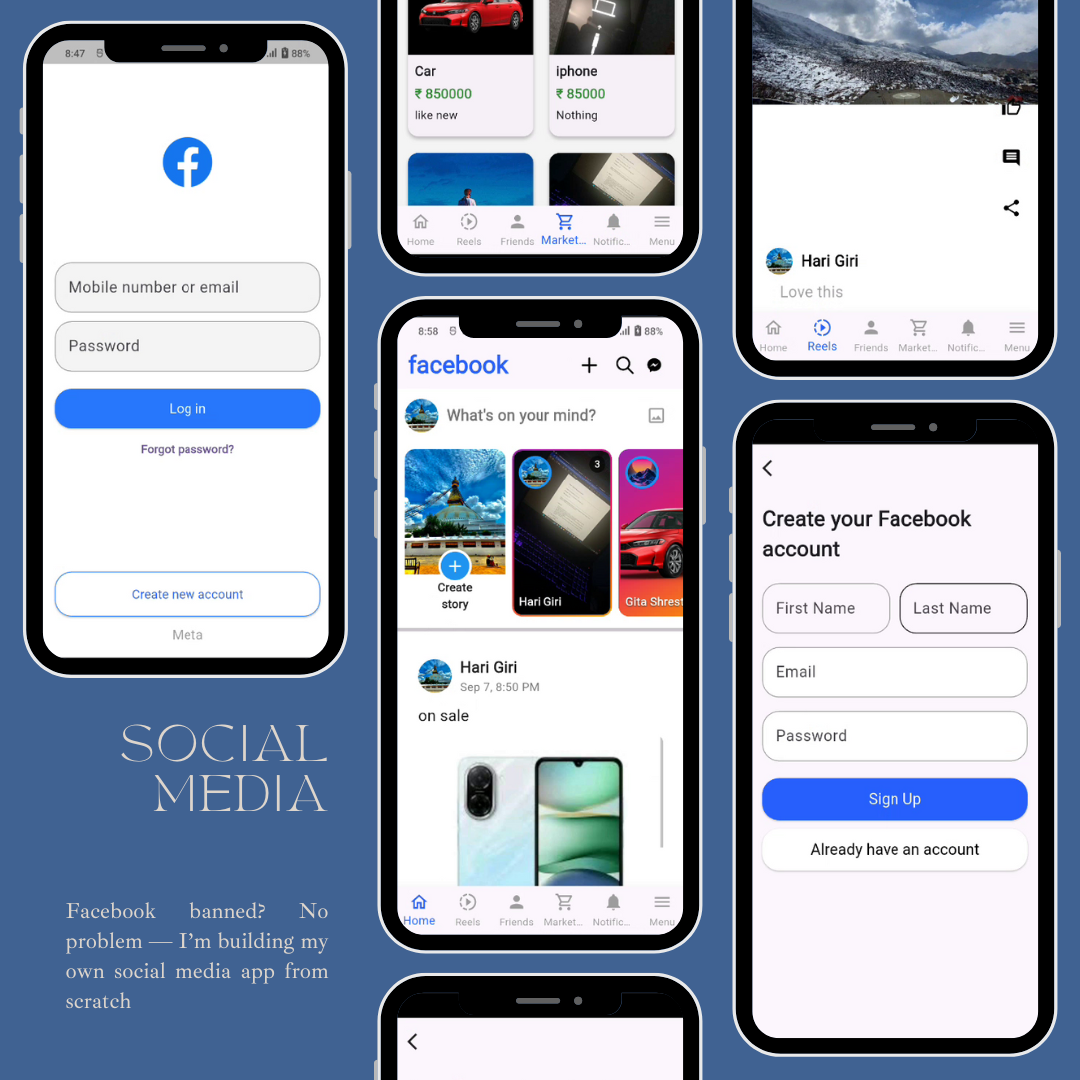 8:47
88%
Mobile number or email
Password
Log in
Forgot password?
Create new account
Meta
SOCIAL
MEDIA
Facebook banned? No
problem — I'm building my
own social media app from
scratch
Car
₹ 850000
like new
iphone
₹ 85000
Nothing
Home Reels Friends Market... Notific... Menu
8:58
88%
facebook
What's on your mind?
Create
story
3
Hari Giri
Gita Shrest
Hari Giri
Sep 7, 8:50 PM
on sale
Home Reels Friends Market... Notific... Menu
Hari Giri
Love this
Home Reels Friends Market... Notific... Menu
Create your Facebook
account
First Name Last Name
Email
Password
Sign Up
Already have an account